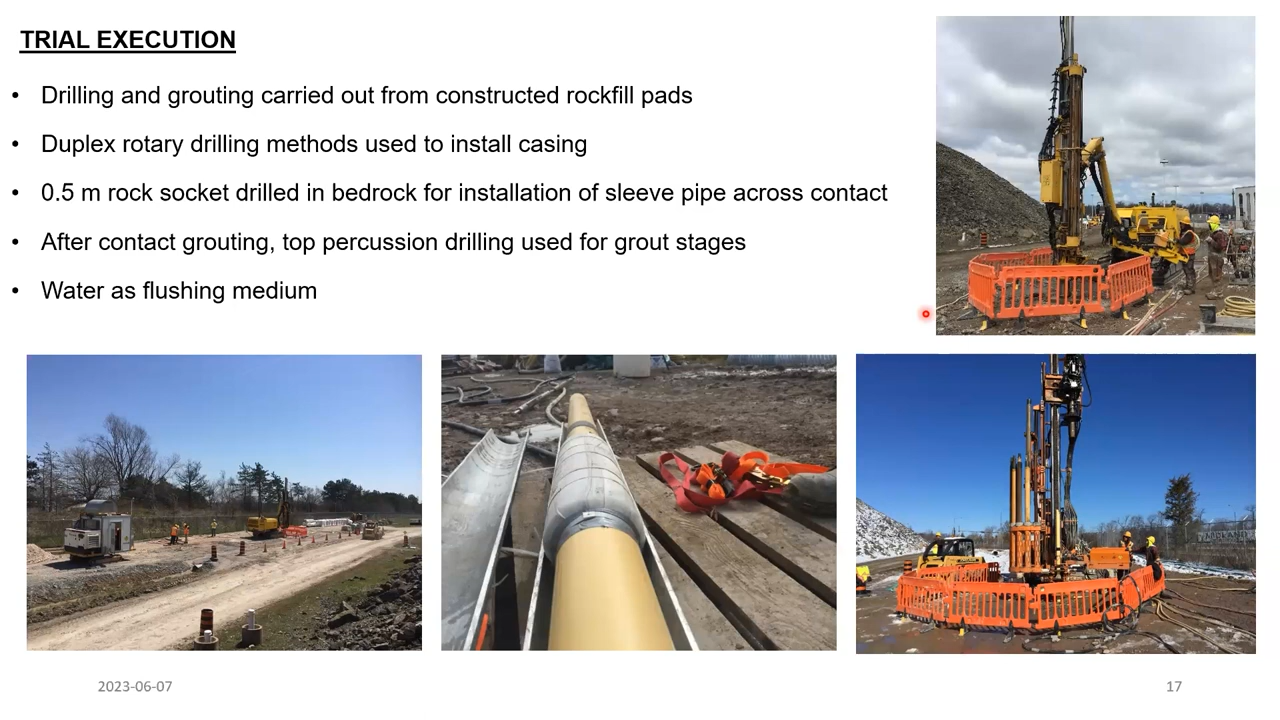 TRIAL EXECUTION
• Drilling and grouting carried out from constructed rockfill pads
• Duplex rotary drilling methods used to install casing
• 0.5 m rock socket drilled in bedrock for installation of sleeve pipe across contact
• After contact grouting, top percussion drilling used for grout stages
• Water as flushing medium
2023-06-07
17